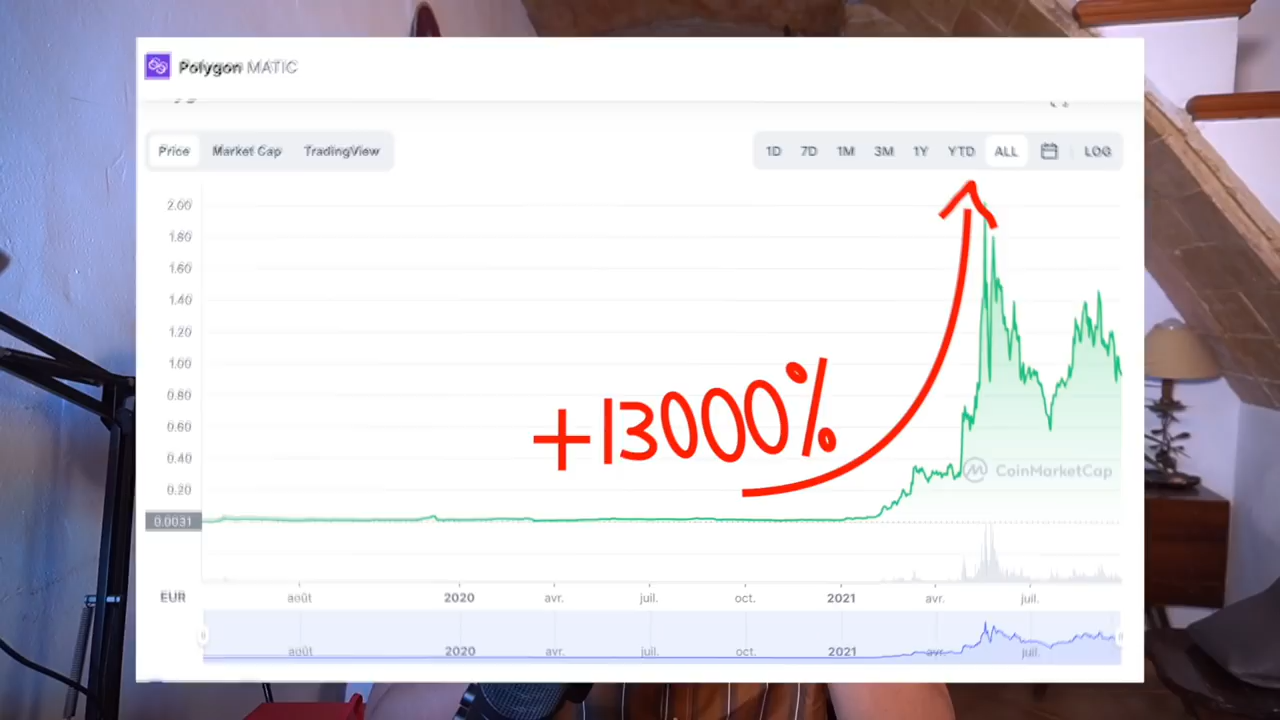 Polygon MATIC
Price Market Cap TradingView
1D 7D 1M 3M 1Y YTD ALL LOG
2.00
1.80
1.60
1.40
1.20
1.00
0.80
0.60
0.40
0.20
0.0031
+13000%
CoinMarketCap
EUR août 2020 avr. juil. oct. 2021 avr. juil.
août 2020 avr. juil. oct. 2021 avr. juil.